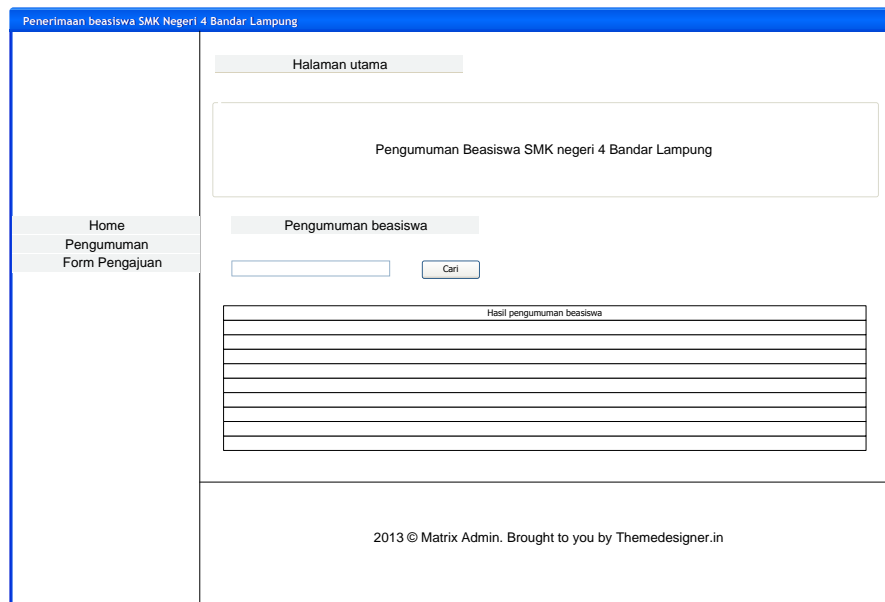 Penerimaan beasiswa SMK Negeri 4 Bandar Lampung
Halaman utama
Pengumuman Beasiswa SMK negeri 4 Bandar Lampung
Home
Pengumuman
Form Pengajuan
Pengumuman beasiswa
Cari
Hasil pengumuman beasiswa
2013 © Matrix Admin. Brought to you by Themedesigner.in